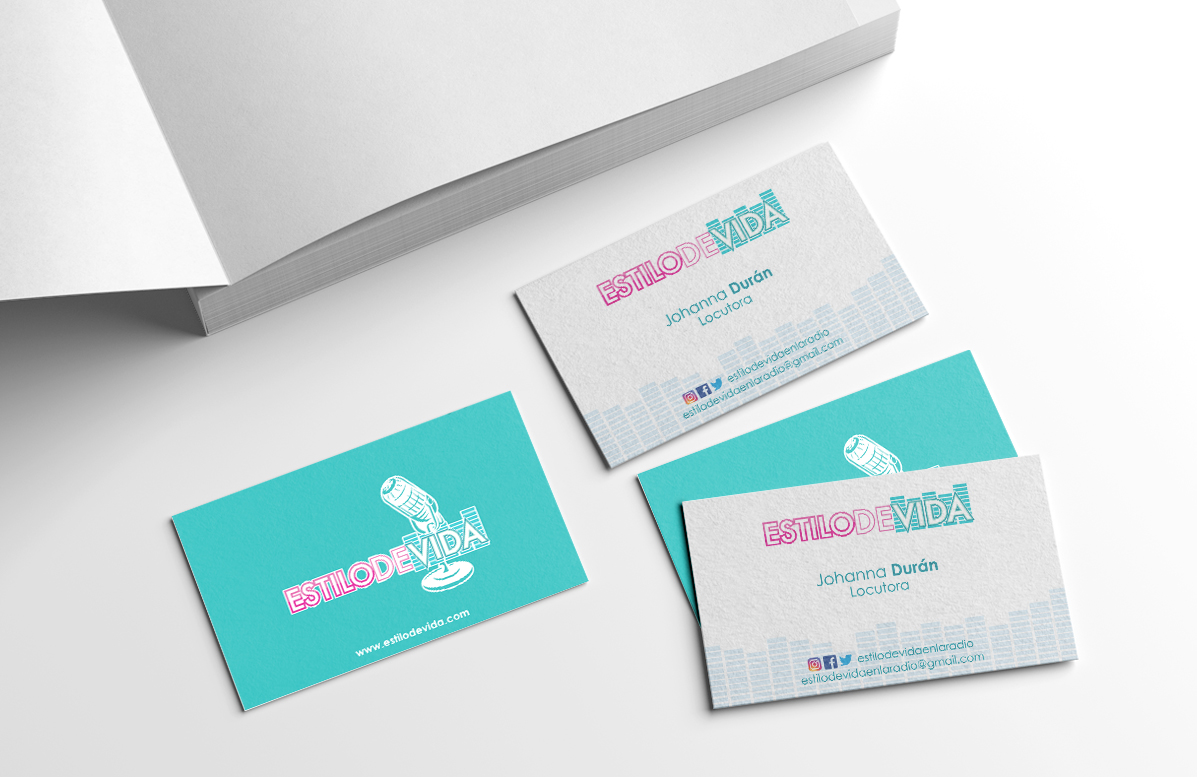 ESTILODEVIDA
Johanna Durán
Locutora
estilodevidaenlaradio
estilodevidaenlaradio@gmail.com
ESTILODEVIDA
www.estilodevida.com
ESTILODEVIDA
Johanna Durán
Locutora
estilodevidaenlaradio
estilodevidaenlaradio@gmail.com